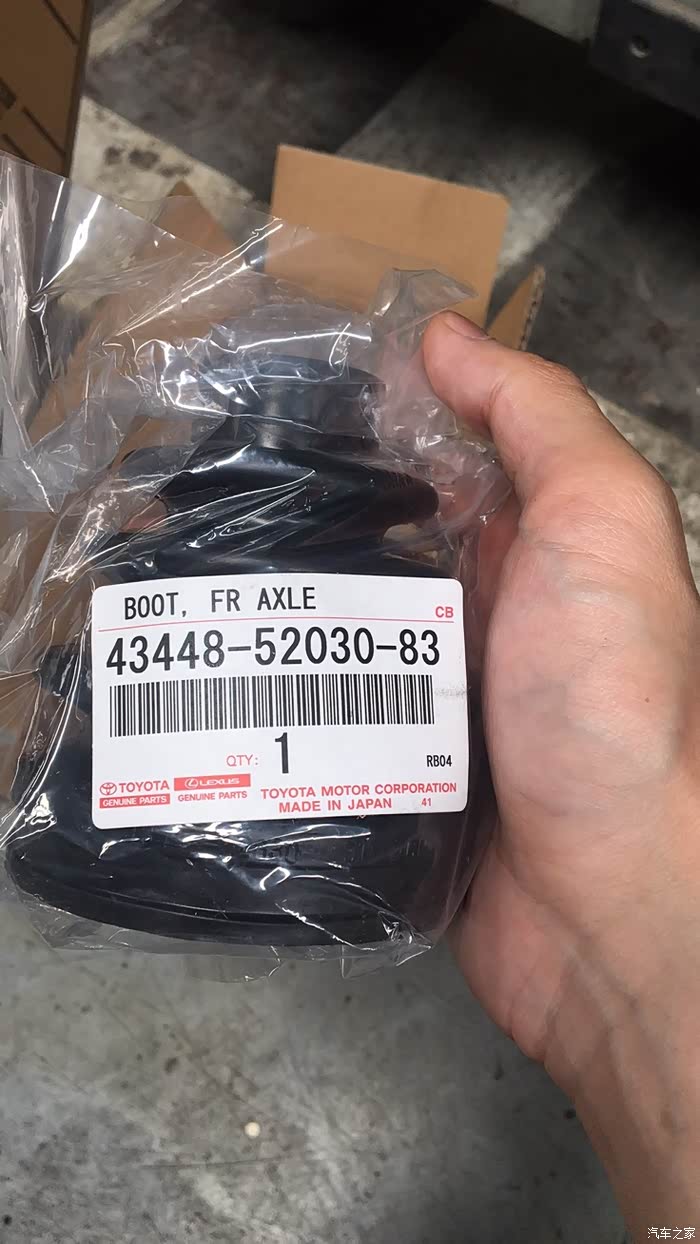 BOOT, FR AXLE
CB
43448-52030-83
QTY: 1
RB04
TOYOTA
GENUINE PARTS
LEXUS
GENUINE PARTS
TOYOTA MOTOR CORPORATION
MADE IN JAPAN 41
汽车之家